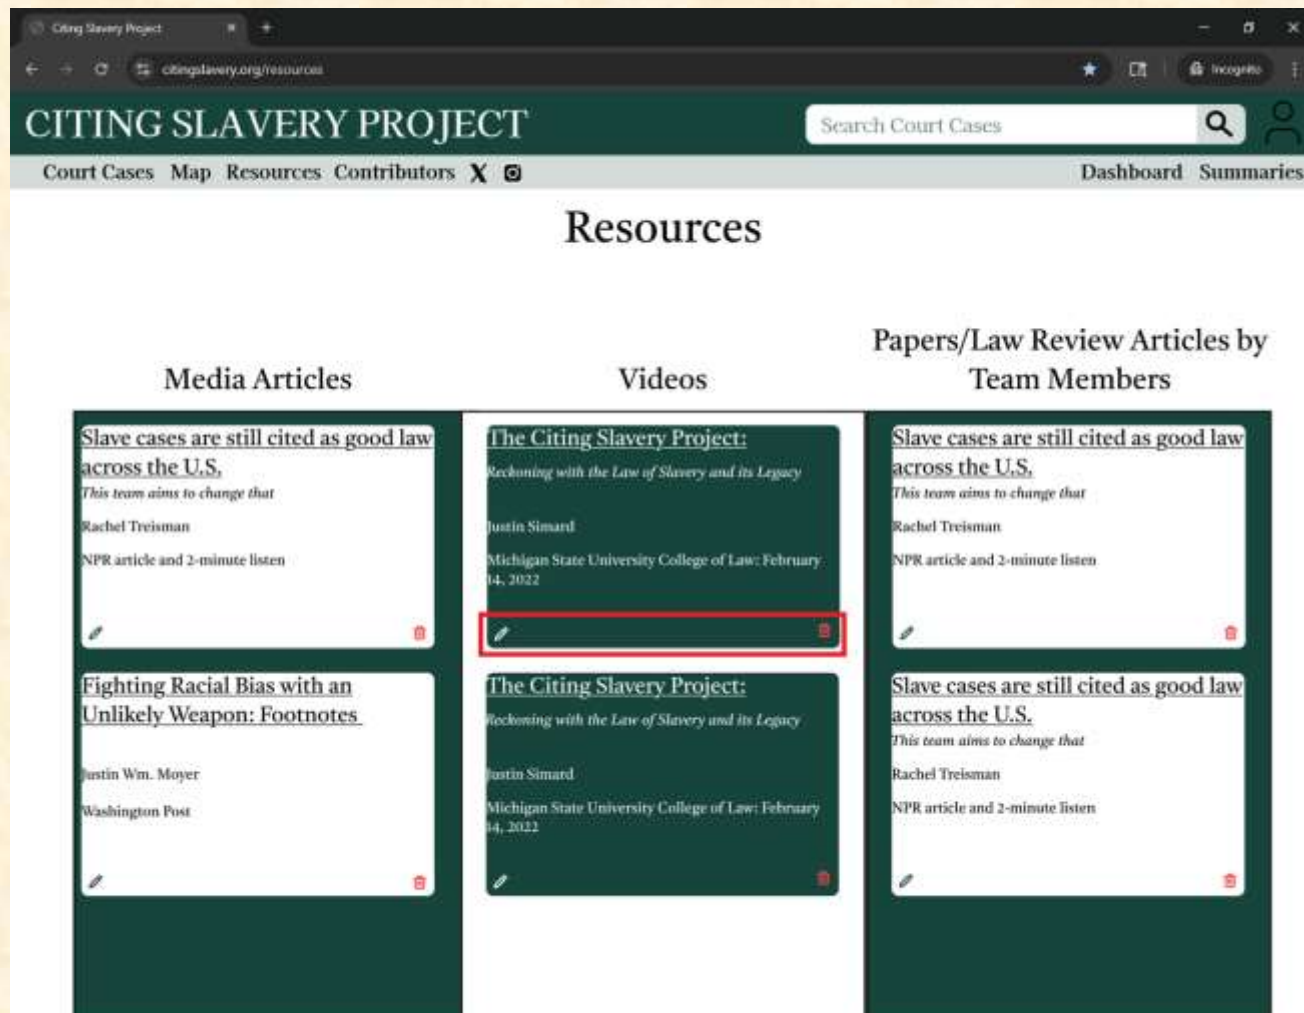 Citing Slavery Project
citingslavery.org/resources
Incognito
CITING SLAVERY PROJECT
Search Court Cases
Court Cases Map Resources Contributors X
Dashboard Summaries
Resources
Media Articles
Slave cases are still cited as good law
across the U.S.
This team aims to change that
Rachel Treisman
NPR article and 2-minute listen
Fighting Racial Bias with an
Unlikely Weapon: Footnotes
Justin Wm. Moyer
Washington Post
Videos
The Citing Slavery Project:
Reckoning with the Law of Slavery and its Legacy
Justin Simard
Michigan State University College of Law: February
14, 2022
The Citing Slavery Project:
Reckoning with the Law of Slavery and its Legacy
Justin Simard
Michigan State University College of Law: February
14, 2022
Papers/Law Review Articles by
Team Members
Slave cases are still cited as good law
across the U.S.
This team aims to change that
Rachel Treisman
NPR article and 2-minute listen
Slave cases are still cited as good law
across the U.S.
This team aims to change that
Rachel Treisman
NPR article and 2-minute listen